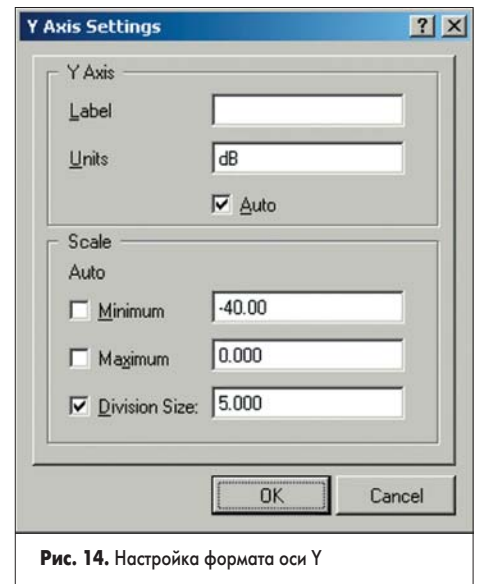 Y Axis Settings
Y Axis
Label
Units dB
Auto
Scale
Auto
Minimum -40.00
Maximum 0.000
Division Size: 5.000
OK Cancel
Рис. 14. Настройка формата оси Y